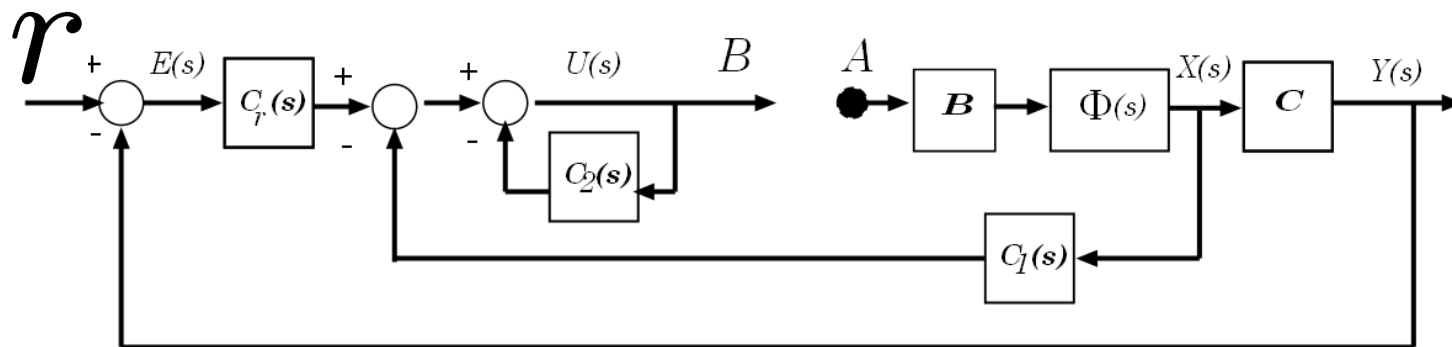 r
+ E(s) C_r(s) + + U(s) B A B Φ(s) X(s) C Y(s)
- - -
C_2(s)
C_1(s)